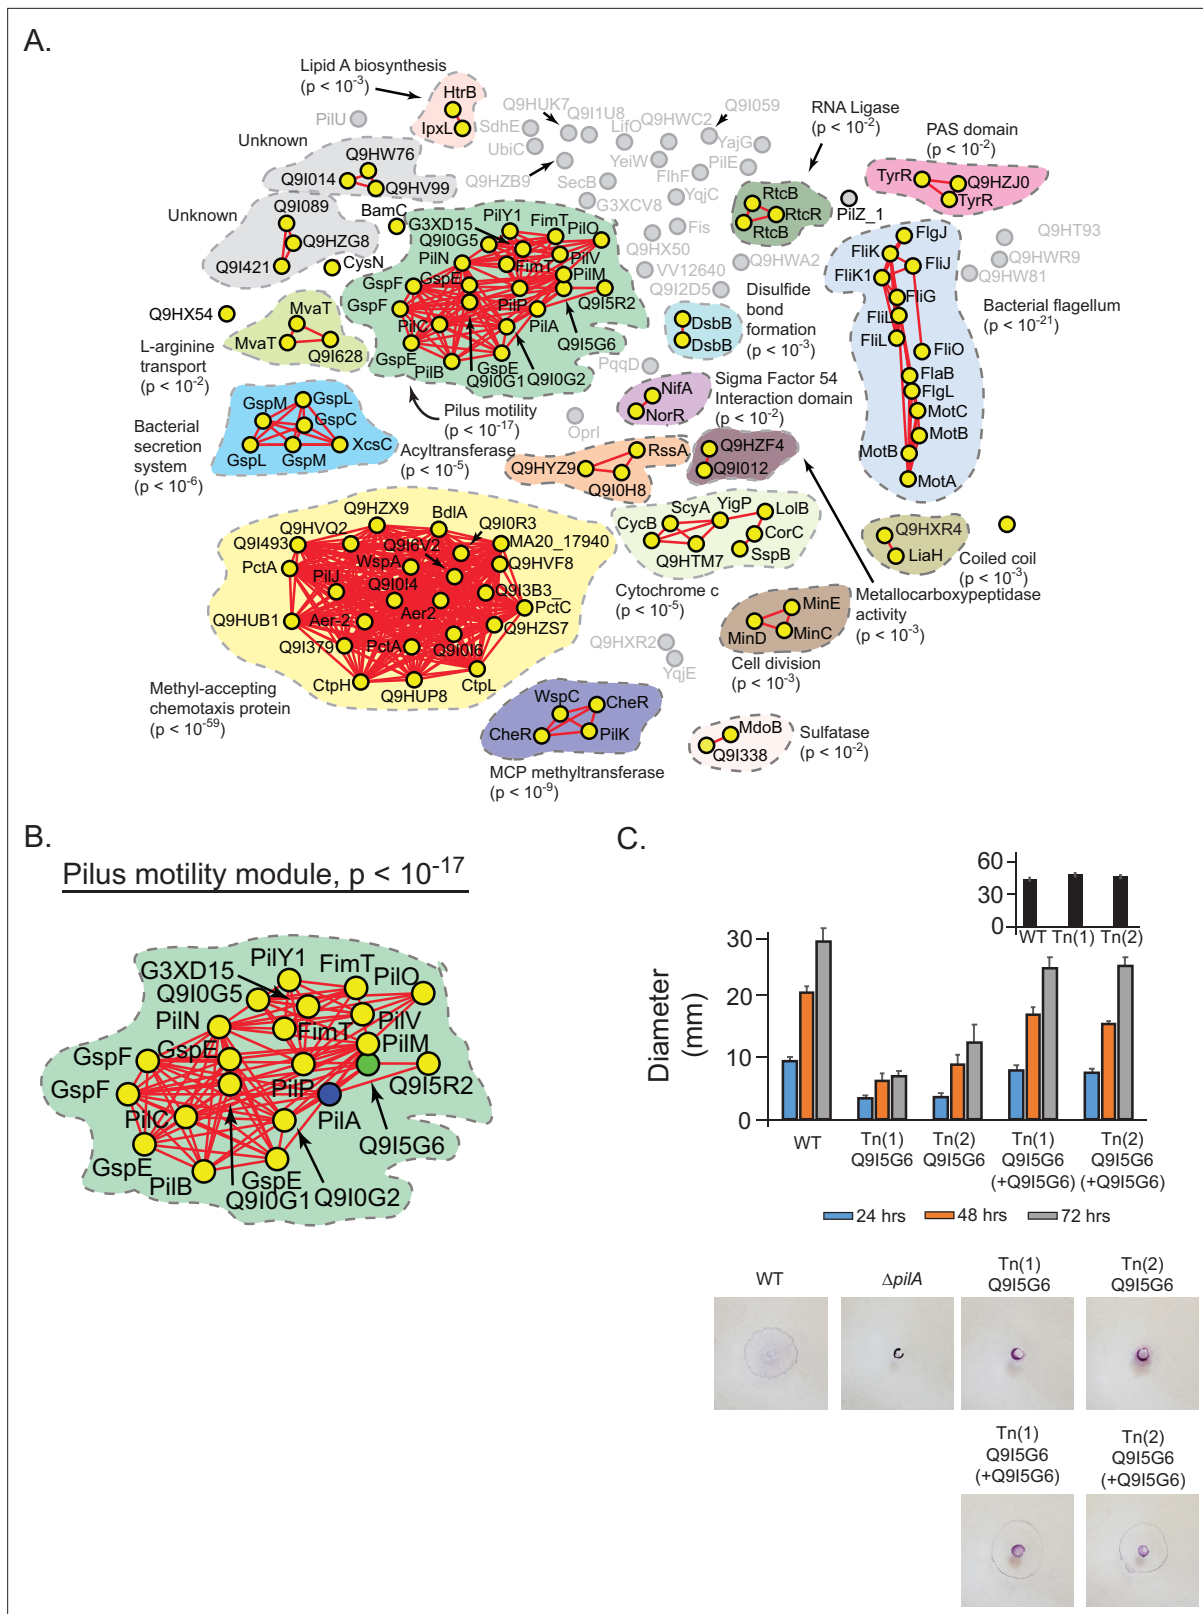 A.
Lipid A biosynthesis
(p < 10-3)
HtrB
lpxL
PilU
Q9HUK7
Q9I1U8
LifO
Q9HWC2
Q9I059
SdhE
UbiC
YeiW
YajG
PilE
FlhF
Q9HZB9
SecB
G3XCV8
YqjC
Fis
Q9HX50
VV12640
Q9I2D5
Q9HWA2
RNA Ligase
(p < 10-2)
RtcB
RtcR
RtcB
PAS domain
(p < 10-2)
TyrR
Q9HZJ0
TyrR
PilZ_1
Q9HT93
Q9HWR9
Q9HW81
Unknown
Q9HW76
Q9I014
Q9HV99
Unknown
Q9I089
Q9HZG8
Q9I421
BamC
CysN
Q9HX54
G3XD15
PilY1
FimT
PilO
Q9I0G5
PilN
FimT
PilV
PilM
GspF
GspE
GspF
PilP
Q9I5R2
PilC
PilA
Q9I5G6
GspE
PilB
GspE
Q9I0G1
Q9I0G2
Pilus motility
(p < 10-17)
FlgJ
FliK
FliJ
FliK1
FliG
FliL
FliL
FliO
FlaB
FlgL
MotC
MotB
MotB
MotA
Bacterial flagellum
(p < 10-21)
Disulfide
bond
formation
(p < 10-3)
DsbB
DsbB
MvaT
MvaT
Q9I628
L-arginine
transport
(p < 10-2)
PqqD
OprI
NifA
NorR
Sigma Factor 54
Interaction domain
(p < 10-2)
GspM
GspL
GspC
GspL
GspM
XcsC
Bacterial
secretion
system
(p < 10-6)
Acyltransferase
(p < 10-5)
Q9HYZ9
RssA
Q9I0H8
Q9HZF4
Q9I012
Metallocarboxypeptidase
activity
(p < 10-3)
Q9HXR4
LiaH
Coiled coil
(p < 10-3)
ScyA
YigP
LolB
CycB
CorC
Q9HTM7
SspB
Cytochrome c
(p < 10-5)
MinE
MinD
MinC
Cell division
(p < 10-3)
Q9HXR2
YqjE
Q9HZX9
BdlA
Q9HVQ2
Q9I0R3
Q9I493
Q9I6V2
MA20_17940
PctA
WspA
Q9HVF8
PilJ
Q9I0I4
Q9I3B3_
Aer2
PctC
Q9HUB1
Aer-2
Q9HZS7
Q9I379
PctA
Q9I0I6
CtpH
Q9HUP8
CtpL
Methyl-accepting
chemotaxis protein
(p < 10-59)
WspC
CheR
CheR
PilK
MCP methyltransferase
(p < 10-9)
MdoB
Q9I338
Sulfatase
(p < 10-2)
B.
Pilus motility module, p < 10-17
PilY1
FimT
PilO
G3XD15
Q9I0G5
PilN
FimT
PilV
GspF
GspE
PilM
GspF
PilP
Q9I5R2
PilC
PilA
Q9I5G6
GspE
PilB
GspE
Q9I0G1
Q9I0G2
C.
60
30
0
WT
Tn(1)
Tn(2)
Diameter
(mm)
30
20
10
0
WT
Tn(1)
Q9I5G6
Tn(2)
Q9I5G6
Tn(1)
Q9I5G6
(+Q9I5G6)
Tn(2)
Q9I5G6
(+Q9I5G6)
24 hrs
48 hrs
72 hrs
WT
ΔpilA
Tn(1)
Q9I5G6
Tn(2)
Q9I5G6
Tn(1)
Q9I5G6
(+Q9I5G6)
Tn(2)
Q9I5G6
(+Q9I5G6)